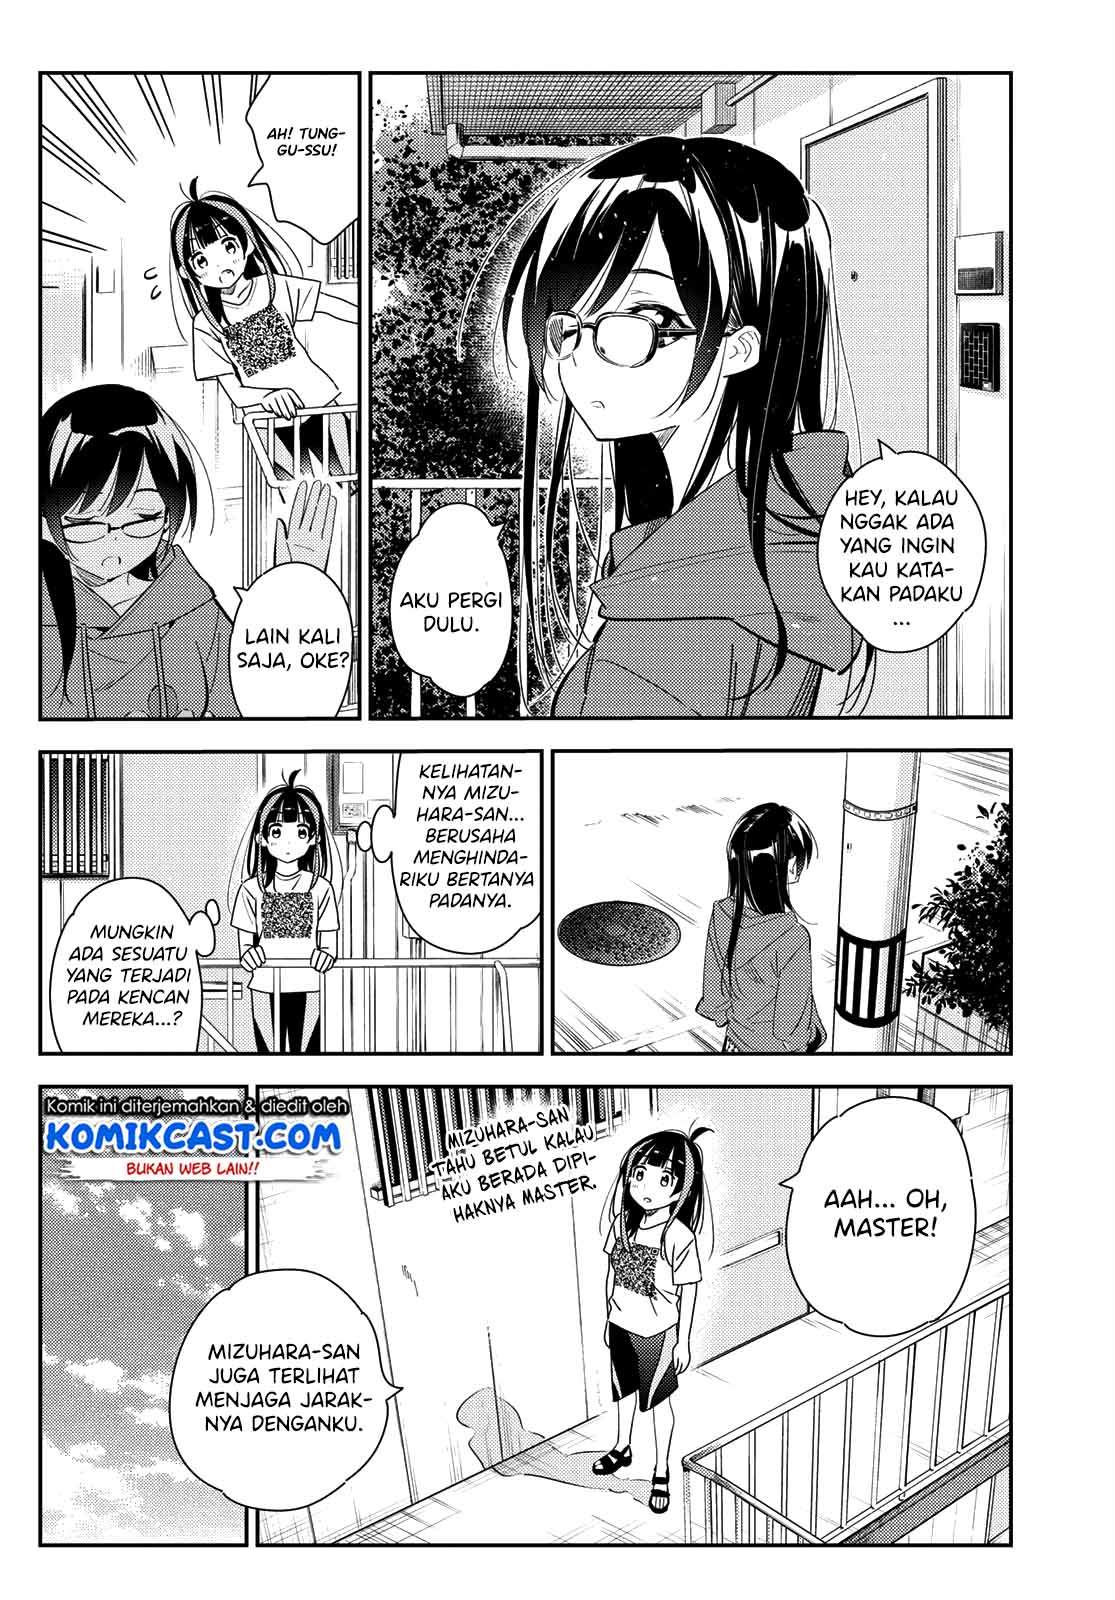 HEY, KALAU
NGGAK ADA
YANG INGIN
KAU KATA-
KAN PADAKU
...
AKU PERGI
DULU.
AH! TUNG-
GU-SSU!
LAIN KALI
SAJA, OKE?
KELIHATAN-
NYA MIZU-
HARA-SAN...
BERUSAHA
MENGHINDA-
RIKU BERTANYA
PADANYA.
MUNGKIN
ADA SESUATU
YANG TERJADI
PADA KENCAN
MEREKA...?
AAH... OH,
MASTER!
MIZUHARA-SAN
TAHU BETUL KALAU
AKU BERADA DIPI-
HAKNYA MASTER.
MIZUHARA-SAN
JUGA TERLIHAT
MENJAGA JARAK-
NYA DENGANKU.
Komik ini diterjemahkan & diedit oleh
KOMIKCAST.COM
BUKAN WEB LAIN!!